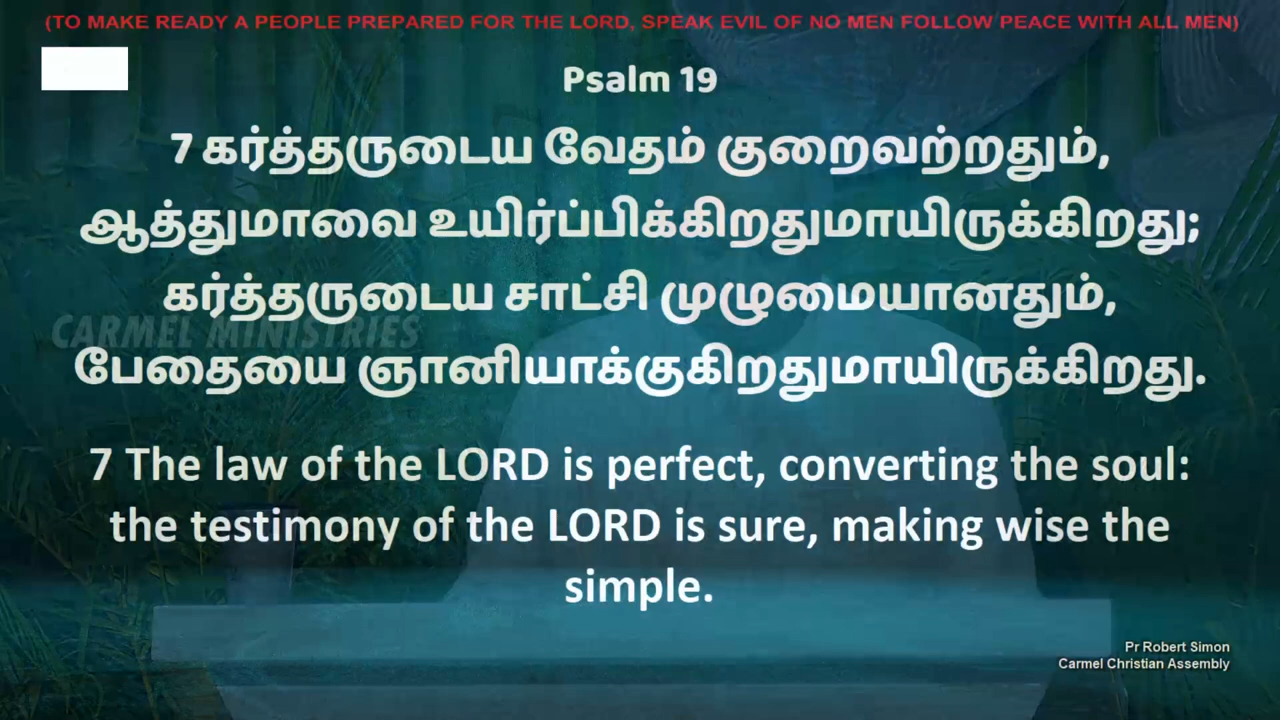 (TO MAKE READY A PEOPLE PREPARED FOR THE LORD, SPEAK EVIL OF NO MEN FOLLOW PEACE WITH ALL MEN)
Psalm 19
7 கர்த்தருடைய வேதம் குறைவற்றதும்,
ஆத்துமாவை உயிர்ப்பிக்கிறதுமாயிருக்கிறது;
கர்த்தருடைய சாட்சி முழுமையானதும்,
CARMEL MINISTRIES
பேதையை ஞானியாக்குகிறதுமாயிருக்கிறது.
7 The law of the LORD is perfect, converting the soul:
the testimony of the LORD is sure, making wise the
simple.
Pr Robert Simon
Carmel Christian Assembly